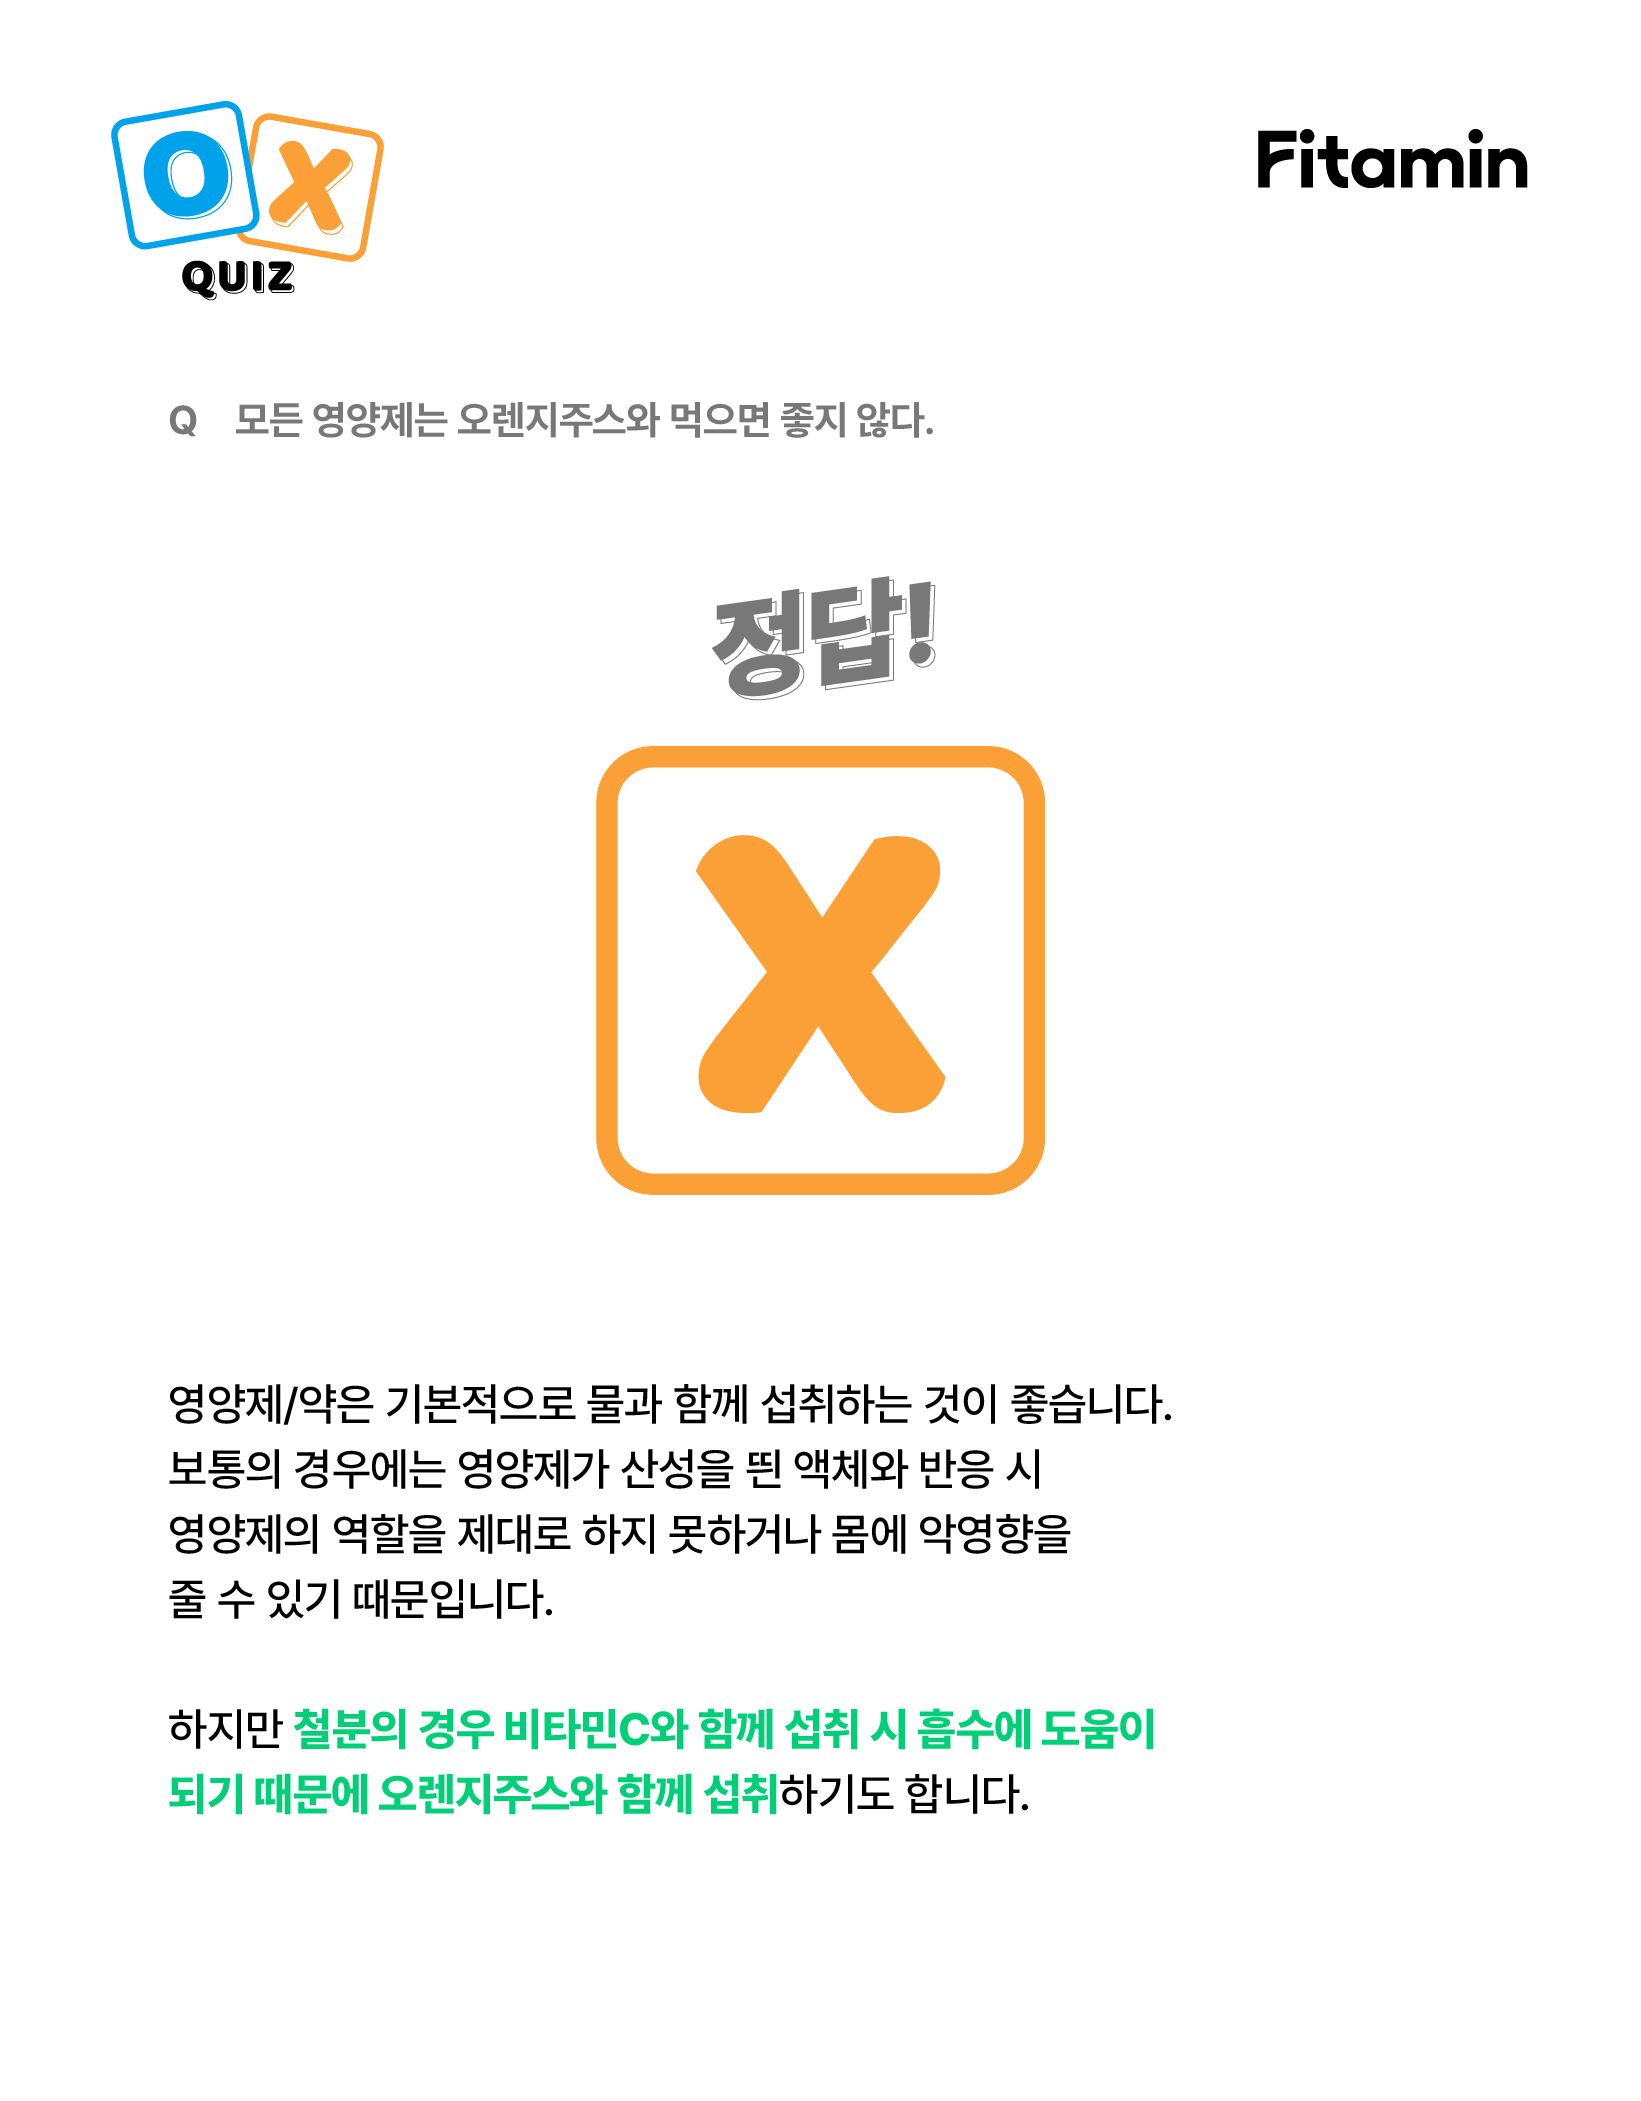 O X
QUIZ
Fitamin
Q 모든 영양제는 오렌지주스와 먹으면 좋지 않다.
정답!
X
영양제/약은 기본적으로 물과 함께 섭취하는 것이 좋습니다.
보통의 경우에는 영양제가 산성을 띈 액체와 반응 시
영양제의 역할을 제대로 하지 못하거나 몸에 악영향을
줄 수 있기 때문입니다.
하지만 철분의 경우 비타민C와 함께 섭취 시 흡수에 도움이
되기 때문에 오렌지주스와 함께 섭취하기도 합니다.